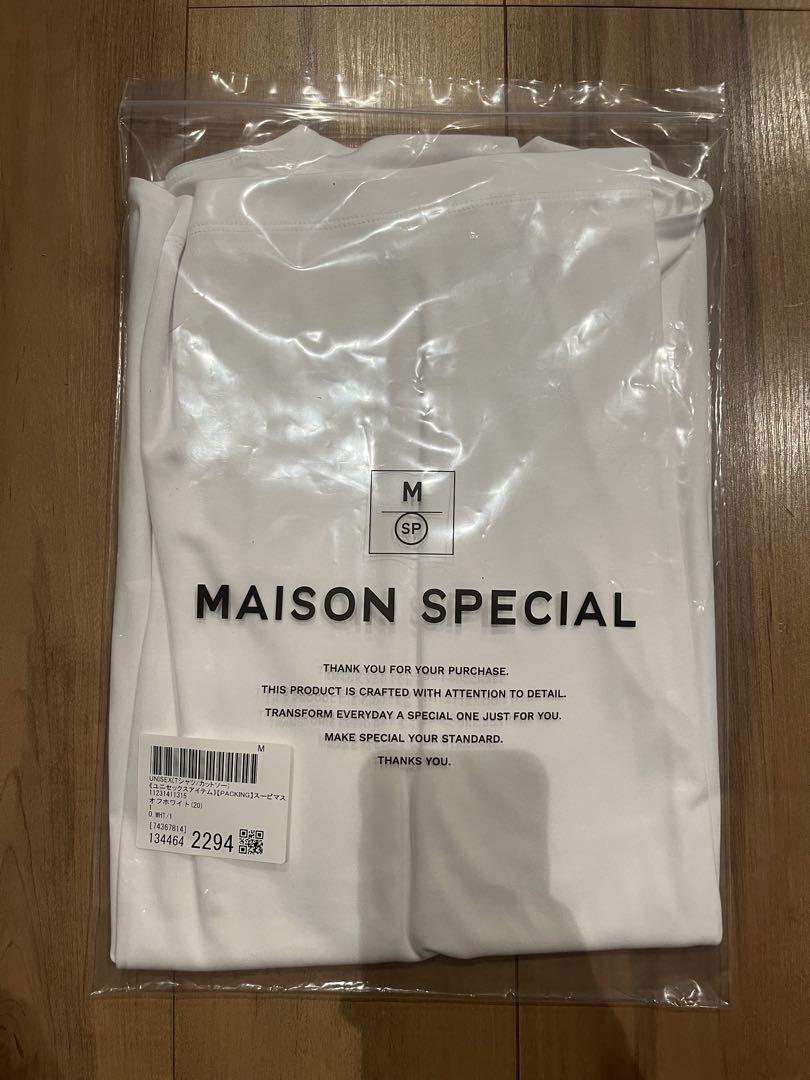 M
SP
MAISON SPECIAL
THANK YOU FOR YOUR PURCHASE.
THIS PRODUCT IS CRAFTED WITH ATTENTION TO DETAIL.
TRANSFORM EVERYDAY A SPECIAL ONE JUST FOR YOU.
MAKE SPECIAL YOUR STANDARD.
THANKS YOU.
M
UNISEX(Tシャツ/カットソー)
《ユニセックスアイテム》【PACKING】スーピマス
11231411315
オフホワイト(20)
1
O.WHT/1
[74367814]
134464 2294